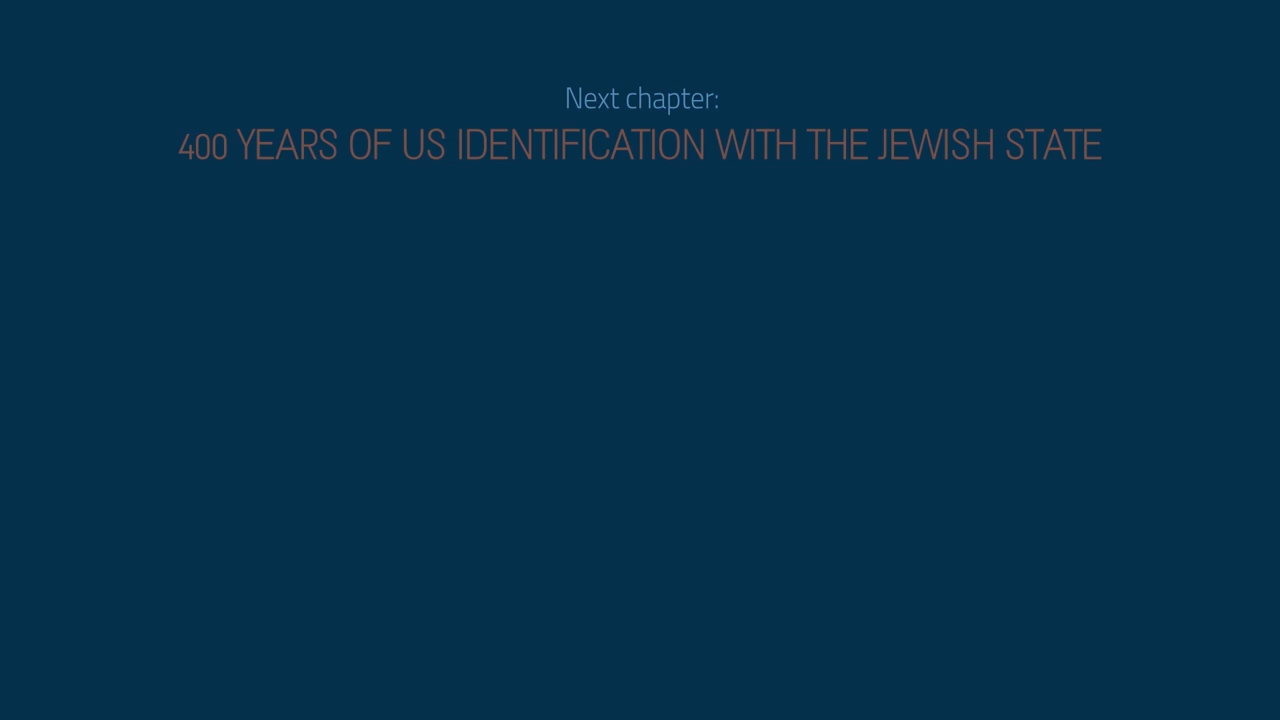 Next chapter:
400 YEARS OF US IDENTIFICATION WITH THE JEWISH STATE